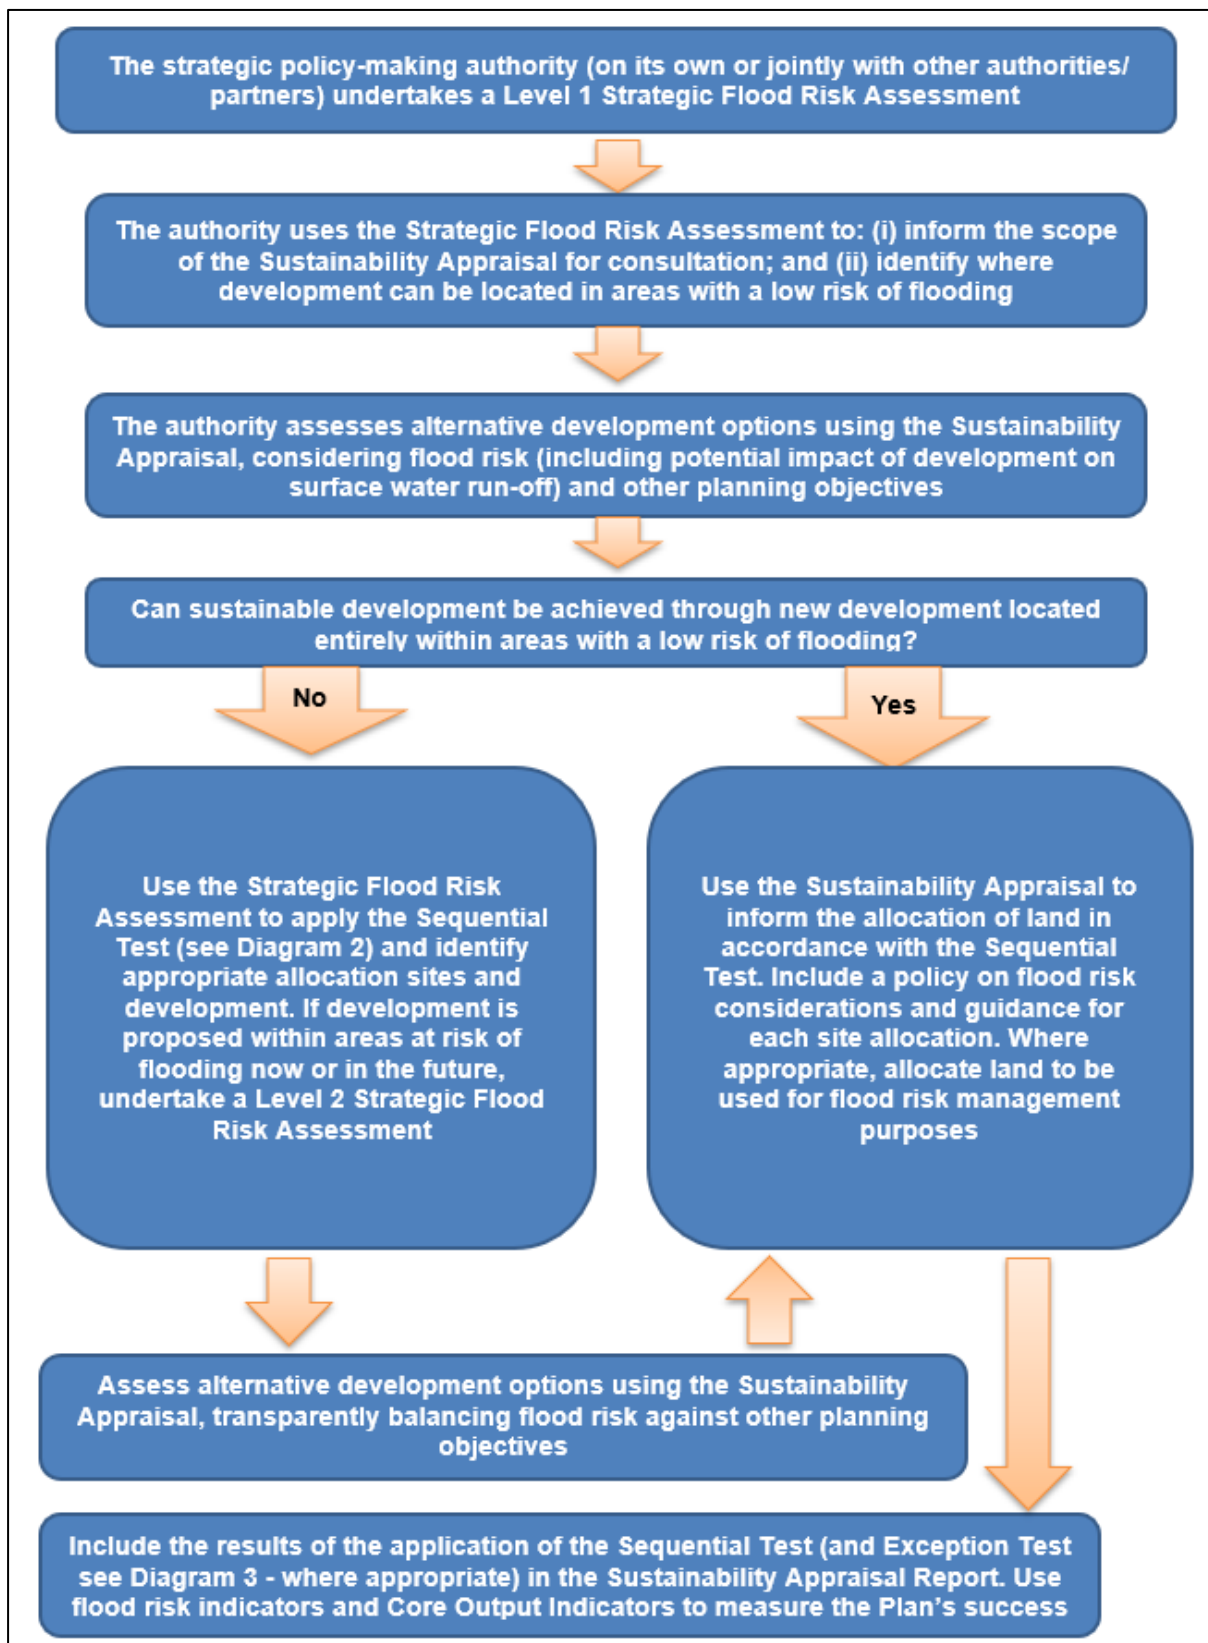 The strategic policy-making authority (on its own or jointly with other authorities/
partners) undertakes a Level 1 Strategic Flood Risk Assessment
The authority uses the Strategic Flood Risk Assessment to: (i) inform the scope
of the Sustainability Appraisal for consultation; and (ii) identify where
development can be located in areas with a low risk of flooding
The authority assesses alternative development options using the Sustainability
Appraisal, considering flood risk (including potential impact of development on
surface water run-off) and other planning objectives
Can sustainable development be achieved through new development located
entirely within areas with a low risk of flooding?
No
Yes
Use the Strategic Flood Risk
Assessment to apply the Sequential
Test (see Diagram 2) and identify
appropriate allocation sites and
development. If development is
proposed within areas at risk of
flooding now or in the future,
undertake a Level 2 Strategic Flood
Risk Assessment
Use the Sustainability Appraisal to
inform the allocation of land in
accordance with the Sequential
Test. Include a policy on flood risk
considerations and guidance for
each site allocation. Where
appropriate, allocate land to be
used for flood risk management
purposes
Assess alternative development options using the Sustainability
Appraisal, transparently balancing flood risk against other planning
objectives
Include the results of the application of the Sequential Test (and Exception Test
see Diagram 3 - where appropriate) in the Sustainability Appraisal Report. Use
flood risk indicators and Core Output Indicators to measure the Plan's success